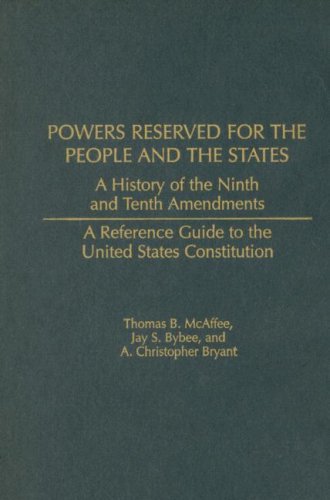 POWERS RESERVED FOR THE
PEOPLE AND THE STATES
A History of the Ninth
and Tenth Amendments
A Reference Guide to the
United States Constitution
Thomas B. McAffee,
Jay S. Bybee, and
A. Christopher Bryant